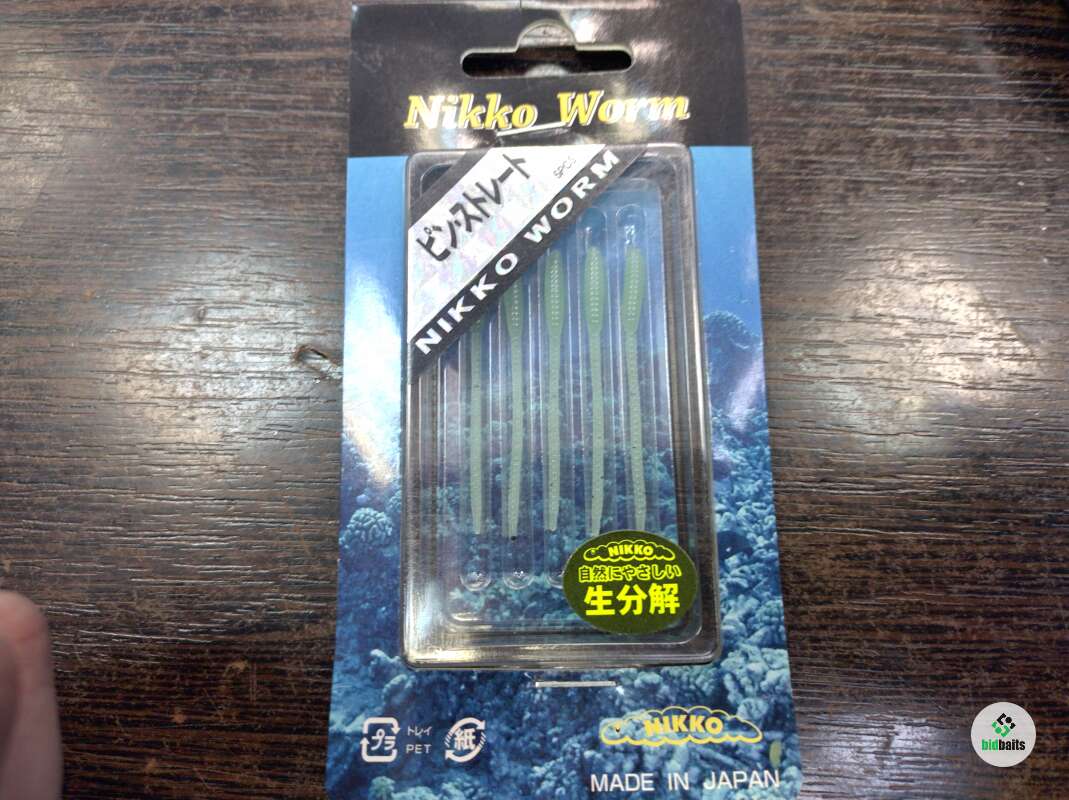 Nikko Worm
ピン・ストレート
5PCS
NIKKO WORM
NIKKO
自然にやさしい
生分解
プラ
トレイ
PET
紙
NIKKO
MADE IN JAPAN
bidbaits